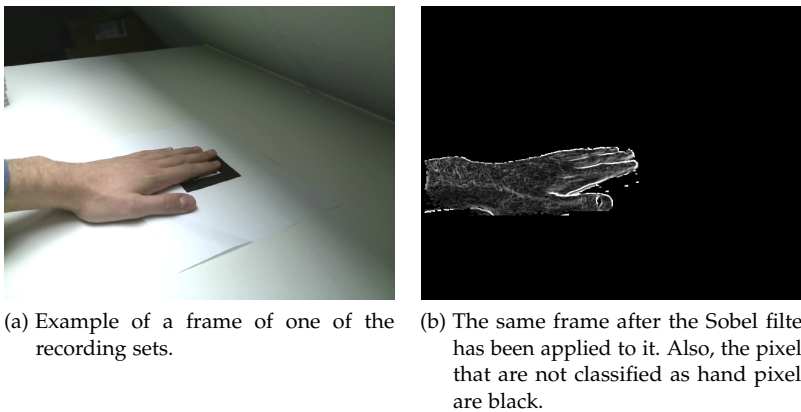 (a) Example of a frame of one of the
recording sets.
(b) The same frame after the Sobel filte
has been applied to it. Also, the pixel
that are not classified as hand pixel
are black.